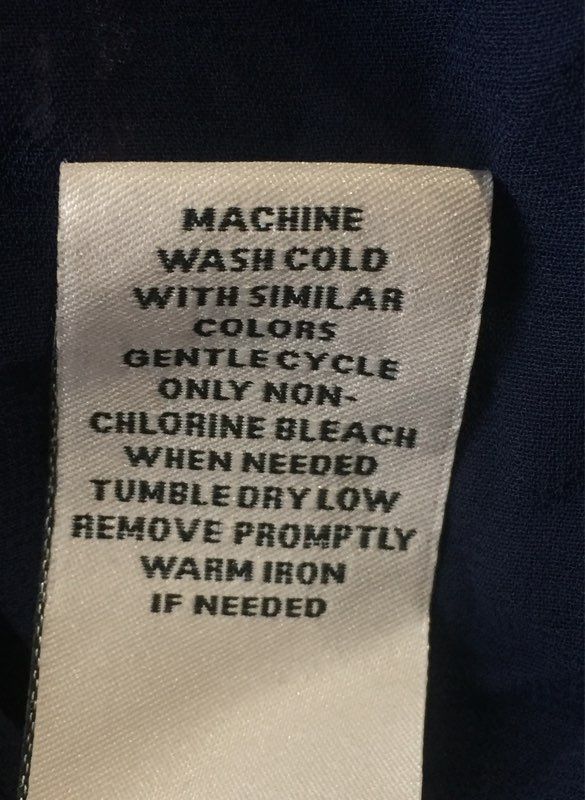 MACHINE
WASH COLD
WITH SIMILAR
COLORS
GENTLE CYCLE
ONLY NON-
CHLORINE BLEACH
WHEN NEEDED
TUMBLE DRY LOW
REMOVE PROMPTLY
WARM IRON
IF NEEDED